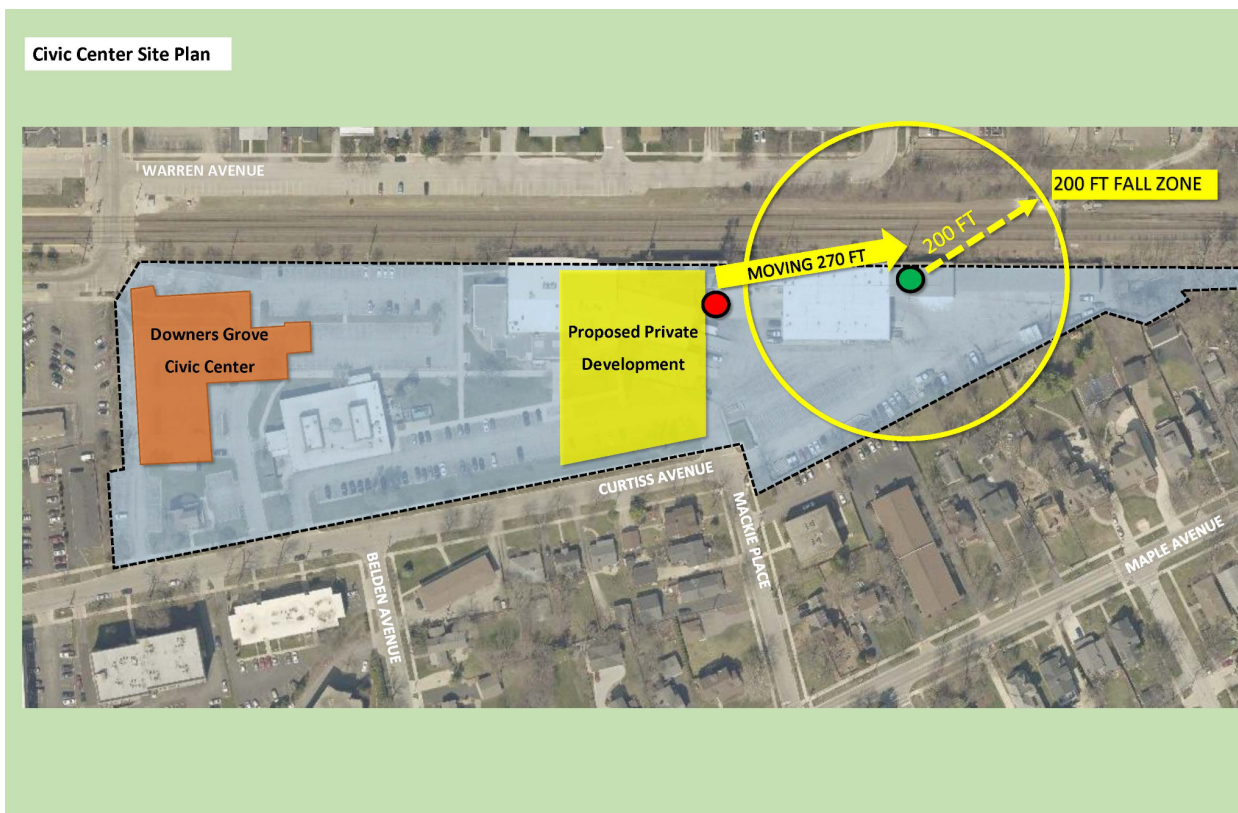 Civic Center Site Plan
WARREN AVENUE
200 FT FALL ZONE
200 FT
MOVING 270 FT
Downers Grove
Civic Center
Proposed Private
Development
CURTISS AVENUE
MACKIE PLACE
BELDEN AVENUE
MAPLE AVENUE